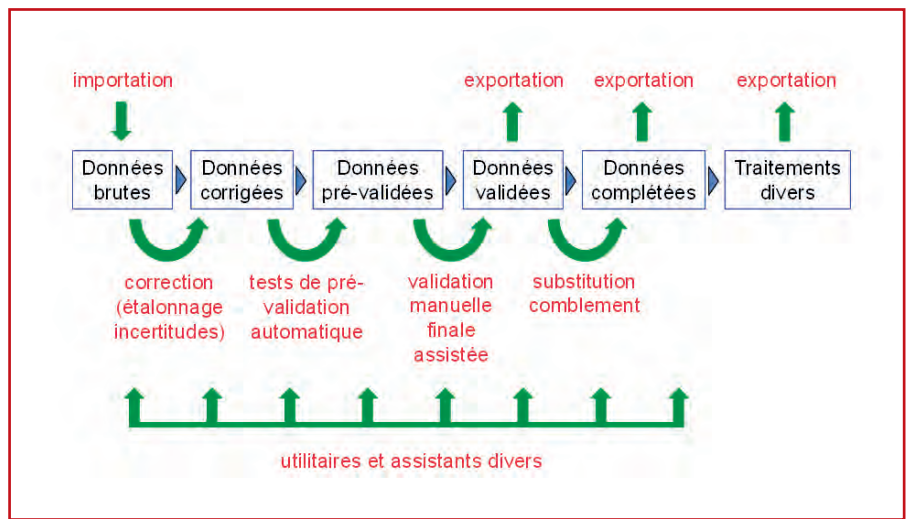 importation
exportation
exportation
exportation
Données
brutes
Données
corrigées
Données
pré-validées
Données
validées
Données
complétées
Traitements
divers
correction
(étalonnage
incertitudes)
tests de pré-
validation
automatique
validation
manuelle
finale
assistée
substitution
comblement
utilitaires et assistants divers